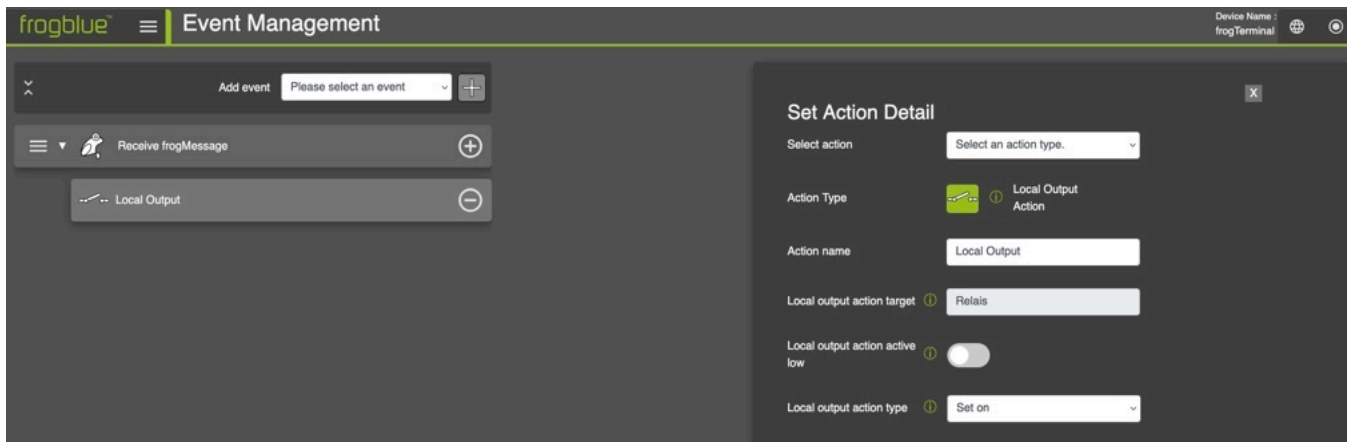 frogblue™
Event Management
Device Name :
frogTerminal
Add event
Please select an event
Receive frogMessage
Local Output
X
Set Action Detail
Select action
Select an action type.
Action Type
Local Output
Action
Action name
Local Output
Local output action target
Relais
Local output action active
low
Local output action type
Set on